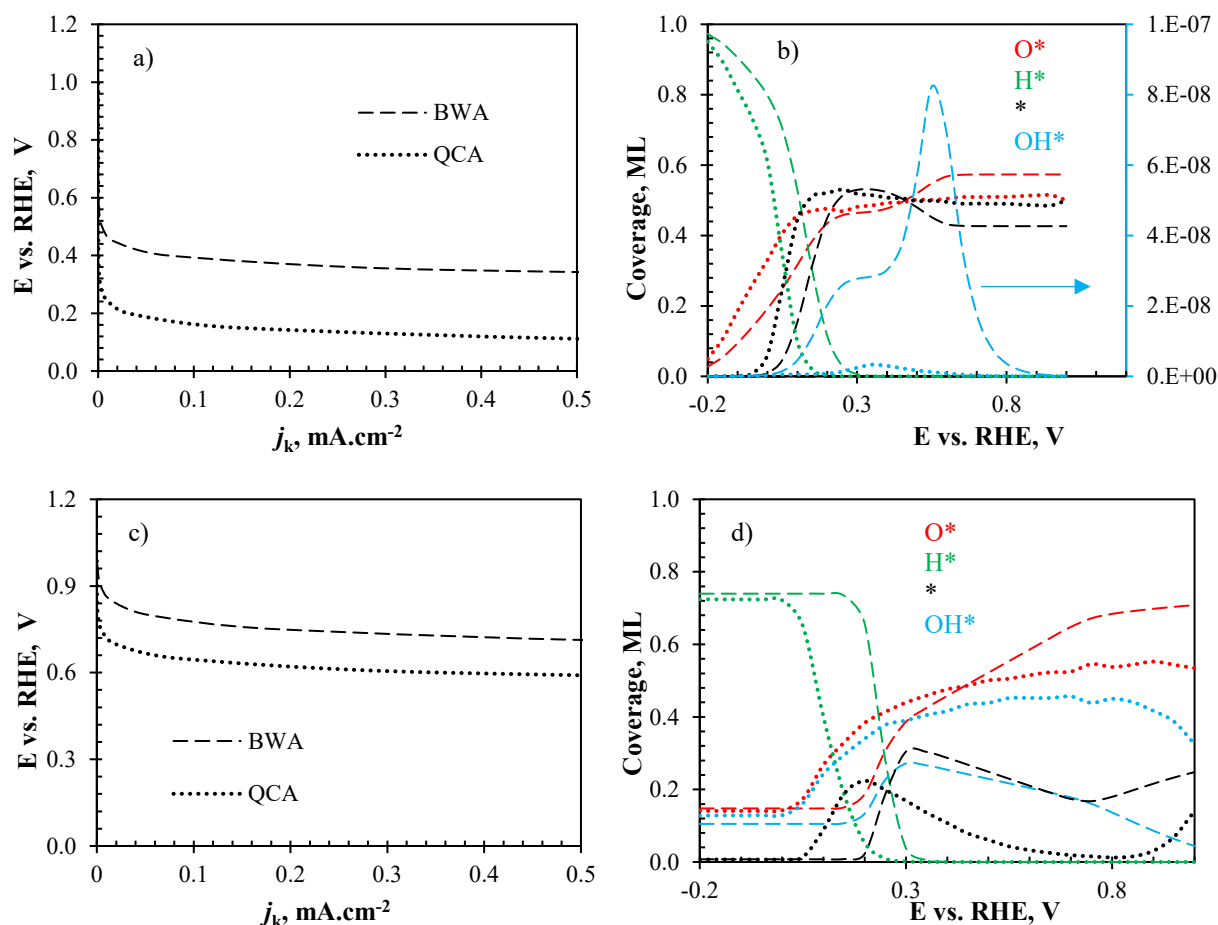 a)
1.2
1.0
0.8
0.6
0.4
0.2
0.0
E vs. RHE, V
BWA
QCA
0
0.1
0.2
0.3
0.4
0.5
jk, mA.cm-2
b)
1.0
0.8
0.6
0.4
0.2
0.0
Coverage, ML
O*
H*
*
OH*
1.E-07
8.E-08
6.E-08
4.E-08
2.E-08
0.E+00
-0.2
0.3
0.8
E vs. RHE, V
c)
1.2
0.9
0.6
0.3
0.0
E vs. RHE, V
BWA
QCA
0
0.1
0.2
0.3
0.4
0.5
jk, mA.cm-2
d)
1.0
0.8
0.6
0.4
0.2
0.0
Coverage, ML
O*
H*
*
OH*
-0.2
0.3
0.8
E vs. RHE, V